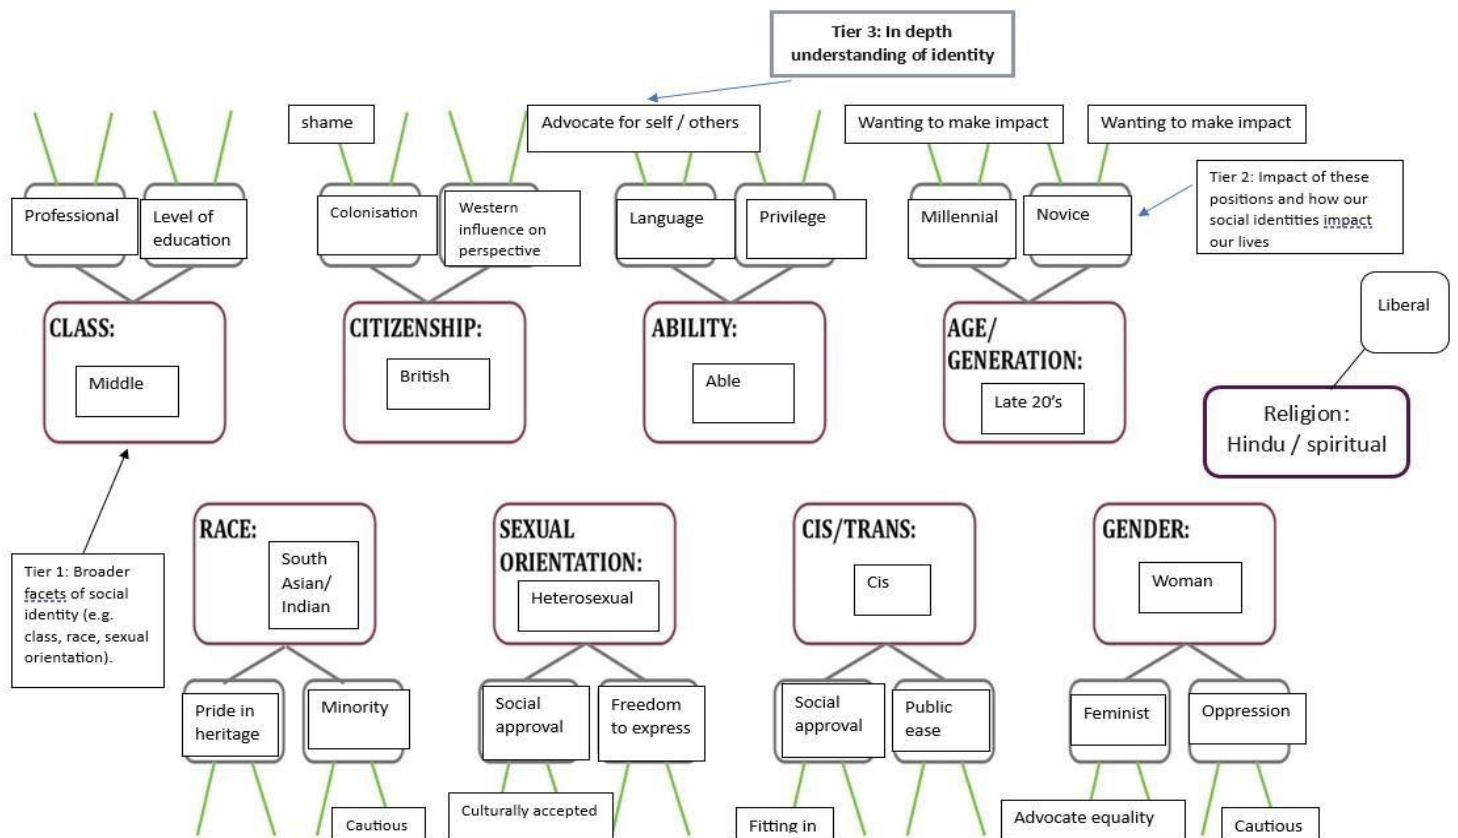 Tier 3: In depth
understanding of identity
shame
Advocate for self / others
Wanting to make impact
Wanting to make impact
Professional
Level of
education
Colonisation
Western
influence on
perspective
Language
Privilege
Millennial
Novice
Tier 2: Impact of these
positions and how our
social identities impact
our lives
CLASS:
Middle
CITIZENSHIP:
British
ABILITY:
Able
AGE/
GENERATION:
Late 20's
Liberal
Religion:
Hindu / spiritual
Tier 1: Broader
facets of social
identity (e.g.
class, race, sexual
orientation).
RACE:
South
Asian/
Indian
SEXUAL
ORIENTATION:
Heterosexual
CIS/TRANS:
Cis
GENDER:
Woman
Pride in
heritage
Minority
Social
approval
Freedom
to express
Social
approval
Public
ease
Feminist
Oppression
Cautious
Culturally accepted
Fitting in
Advocate equality
Cautious